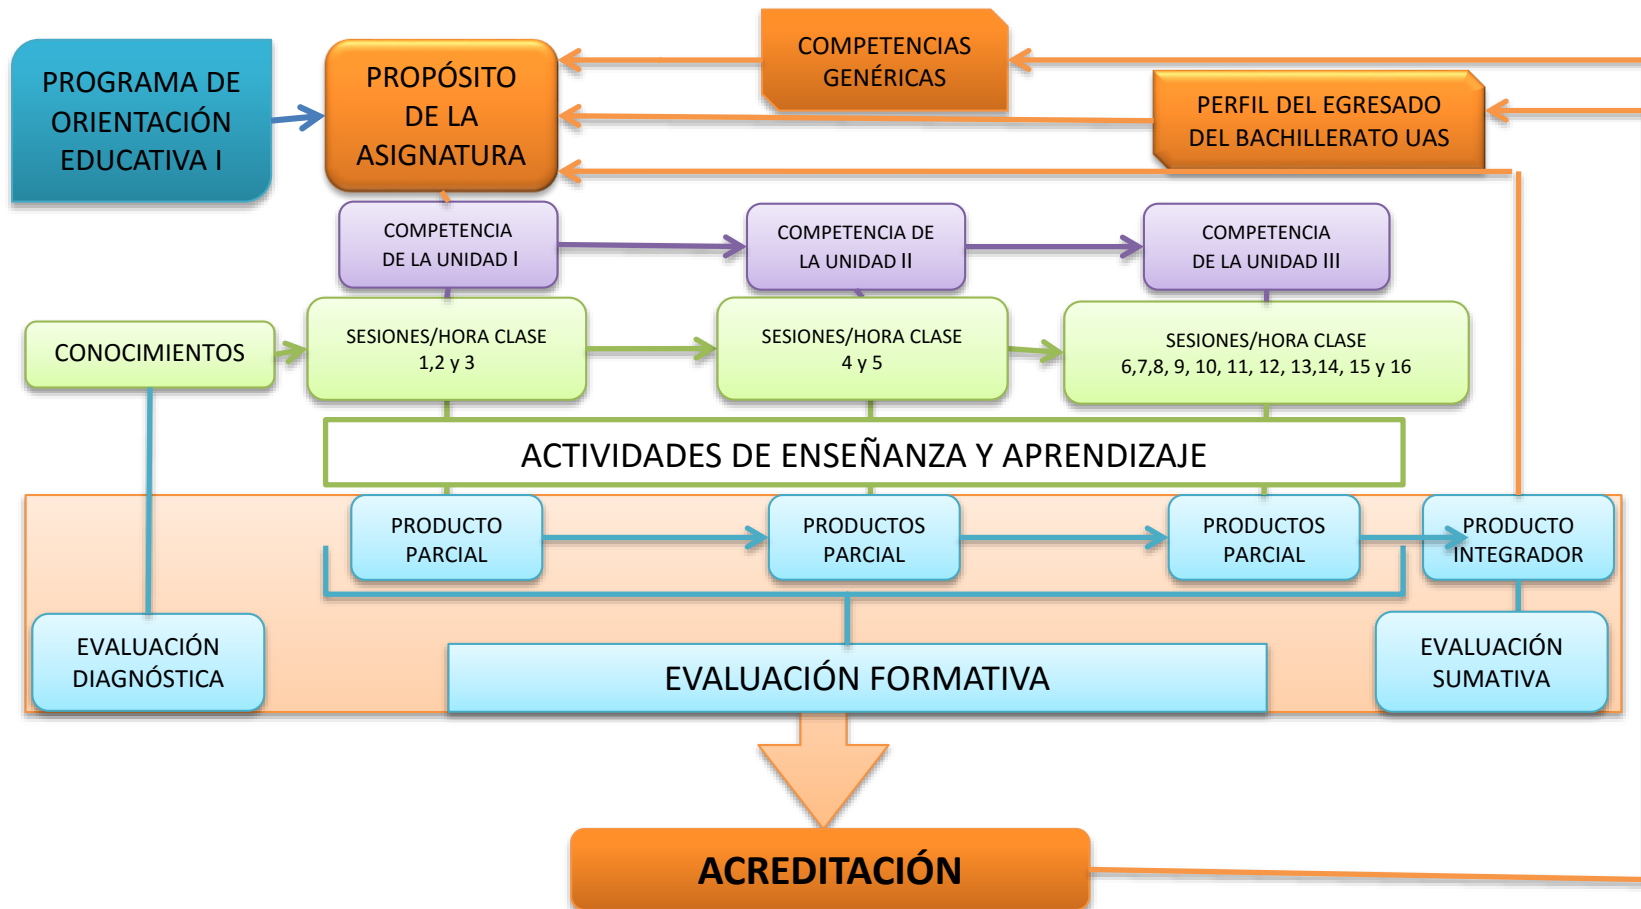 PROGRAMA DE
ORIENTACIÓN
EDUCATIVA I
PROPÓSITO
DE LA
ASIGNATURA
COMPETENCIAS
GENÉRICAS
PERFIL DEL EGRESADO
DEL BACHILLERATO UAS
COMPETENCIA
DE LA UNIDAD I
COMPETENCIA DE
LA UNIDAD II
COMPETENCIA
DE LA UNIDAD III
CONOCIMIENTOS
SESIONES/HORA CLASE
1,2 y 3
SESIONES/HORA CLASE
4 y 5
SESIONES/HORA CLASE
6,7,8, 9, 10, 11, 12, 13,14, 15 y 16
ACTIVIDADES DE ENSEÑANZA Y APRENDIZAJE
PRODUCTO
PARCIAL
PRODUCTOS
PARCIAL
PRODUCTOS
PARCIAL
PRODUCTO
INTEGRADOR
EVALUACIÓN
DIAGNÓSTICA
EVALUACIÓN FORMATIVA
EVALUACIÓN
SUMATIVA
ACREDITACIÓN